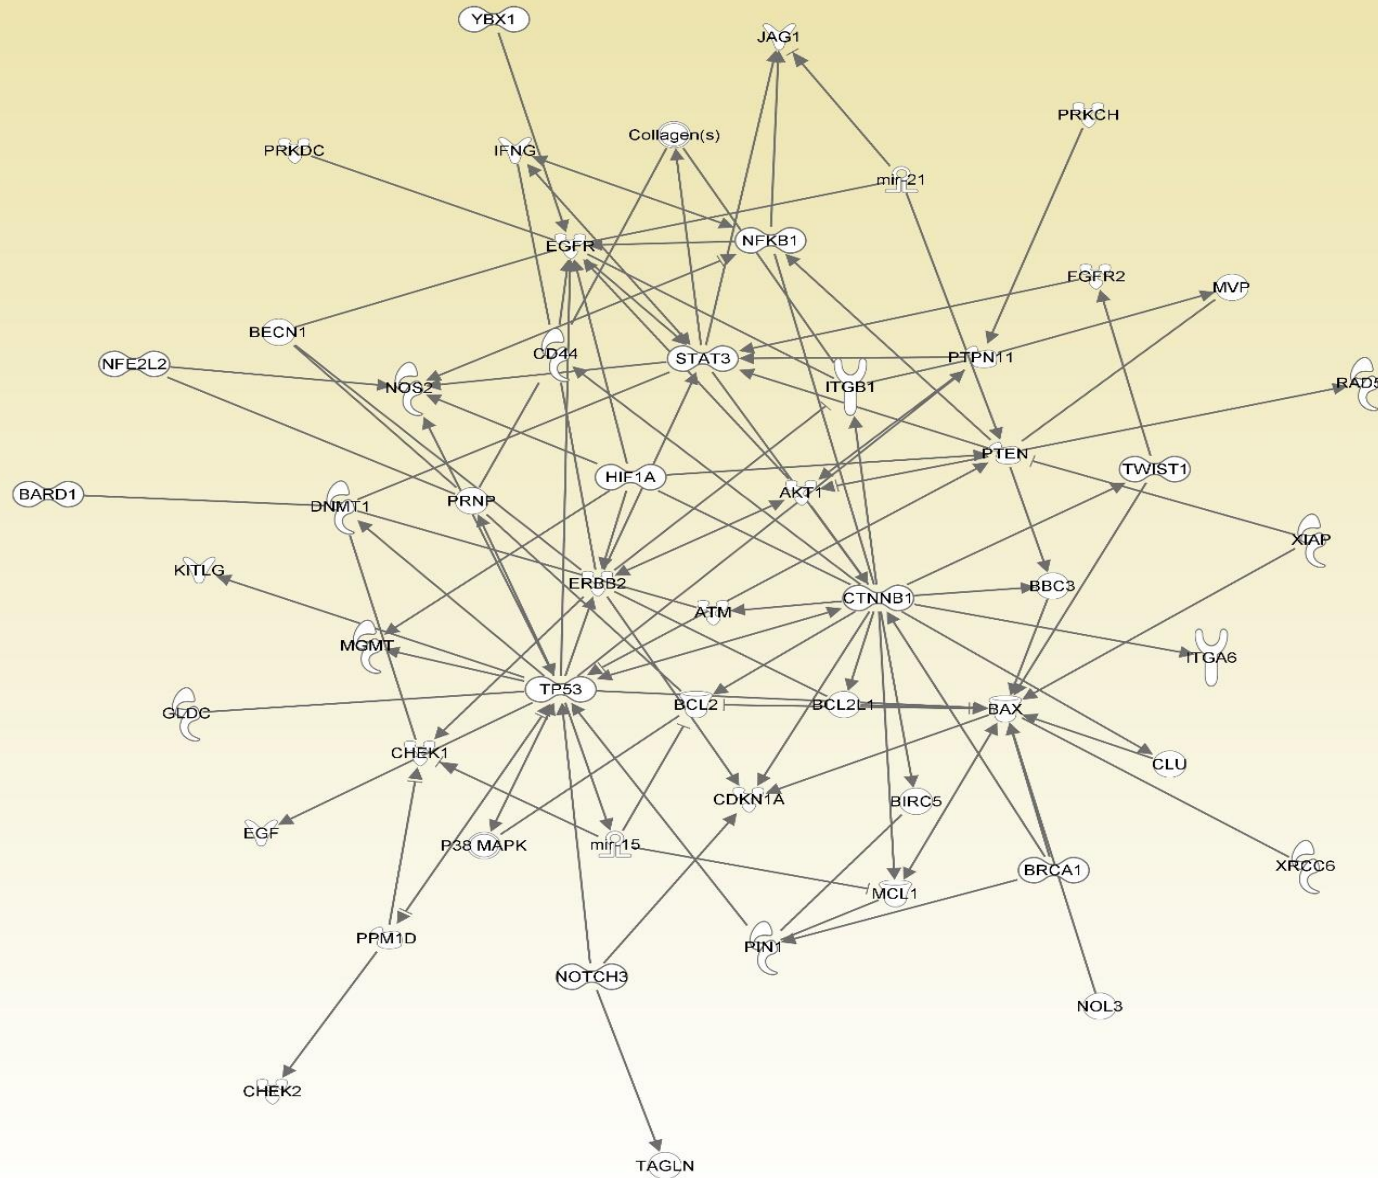 YBX1
JAG1
PRKCH
Collagen(s)
PRKDC
IFNG
mir-21
NFKB1
EGFR
FGFR2
MVP
BECN1
CD44
STAT3
PTPN11
NFE2L2
NOS2
ITGB1
RAD5
PTEN
TWIST1
HIF1A
AKT1
BARD1
DNMT1
PRNP
XIAP
KITLG
ERBB2
BBC3
CTNNB1
ATM
MGMT
ITGA6
TP53
GLDC
BCL2
BCL2L1
BAX
CHEK1
CLU
CDKN1A
BIRC5
EGF
P38 MAPK
mir-15
XRCC6
BRCA1
MCL1
PPM1D
PIN1
NOTCH3
NOL3
CHEK2
TAGLN